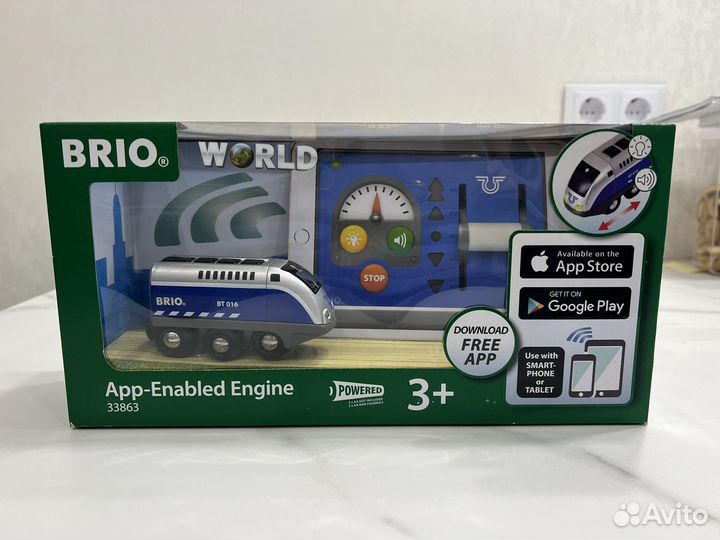 BRIO®
WORLD
Available on the
App Store
GET IT ON
Google Play
STOP
BRIO
BRIO.
BT 016
DOWNLOAD
FREE
APP
Use with
SMART-
PHONE
or
TABLET
App-Enabled Engine
33863
POWERED
3+
Avito